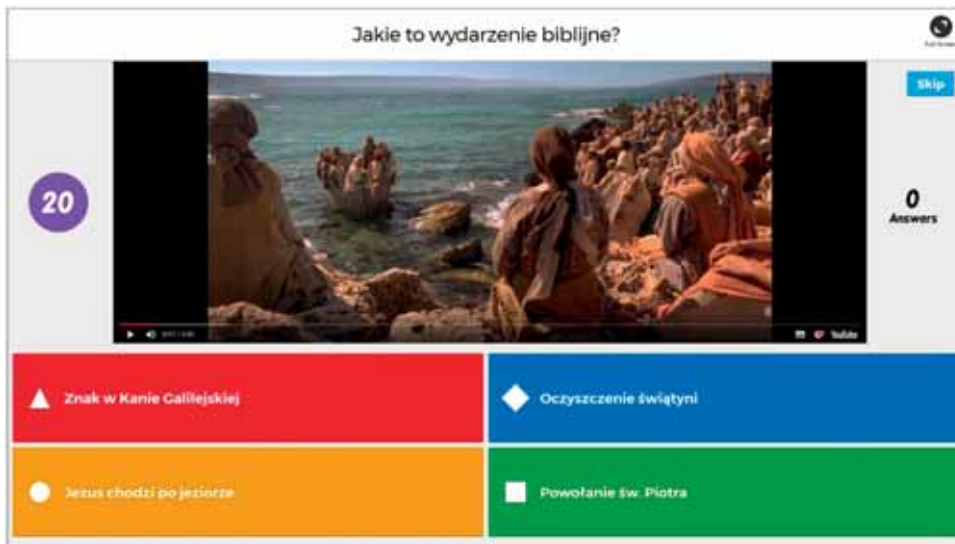 Jakie to wydarzenie biblijne?
Skip
20
0
Answers
YouTube
Znak w Kanie Galilejskiej
Oczyszczenie świątyni
Jezus chodzi po jeziorze
Powołanie św. Piotra